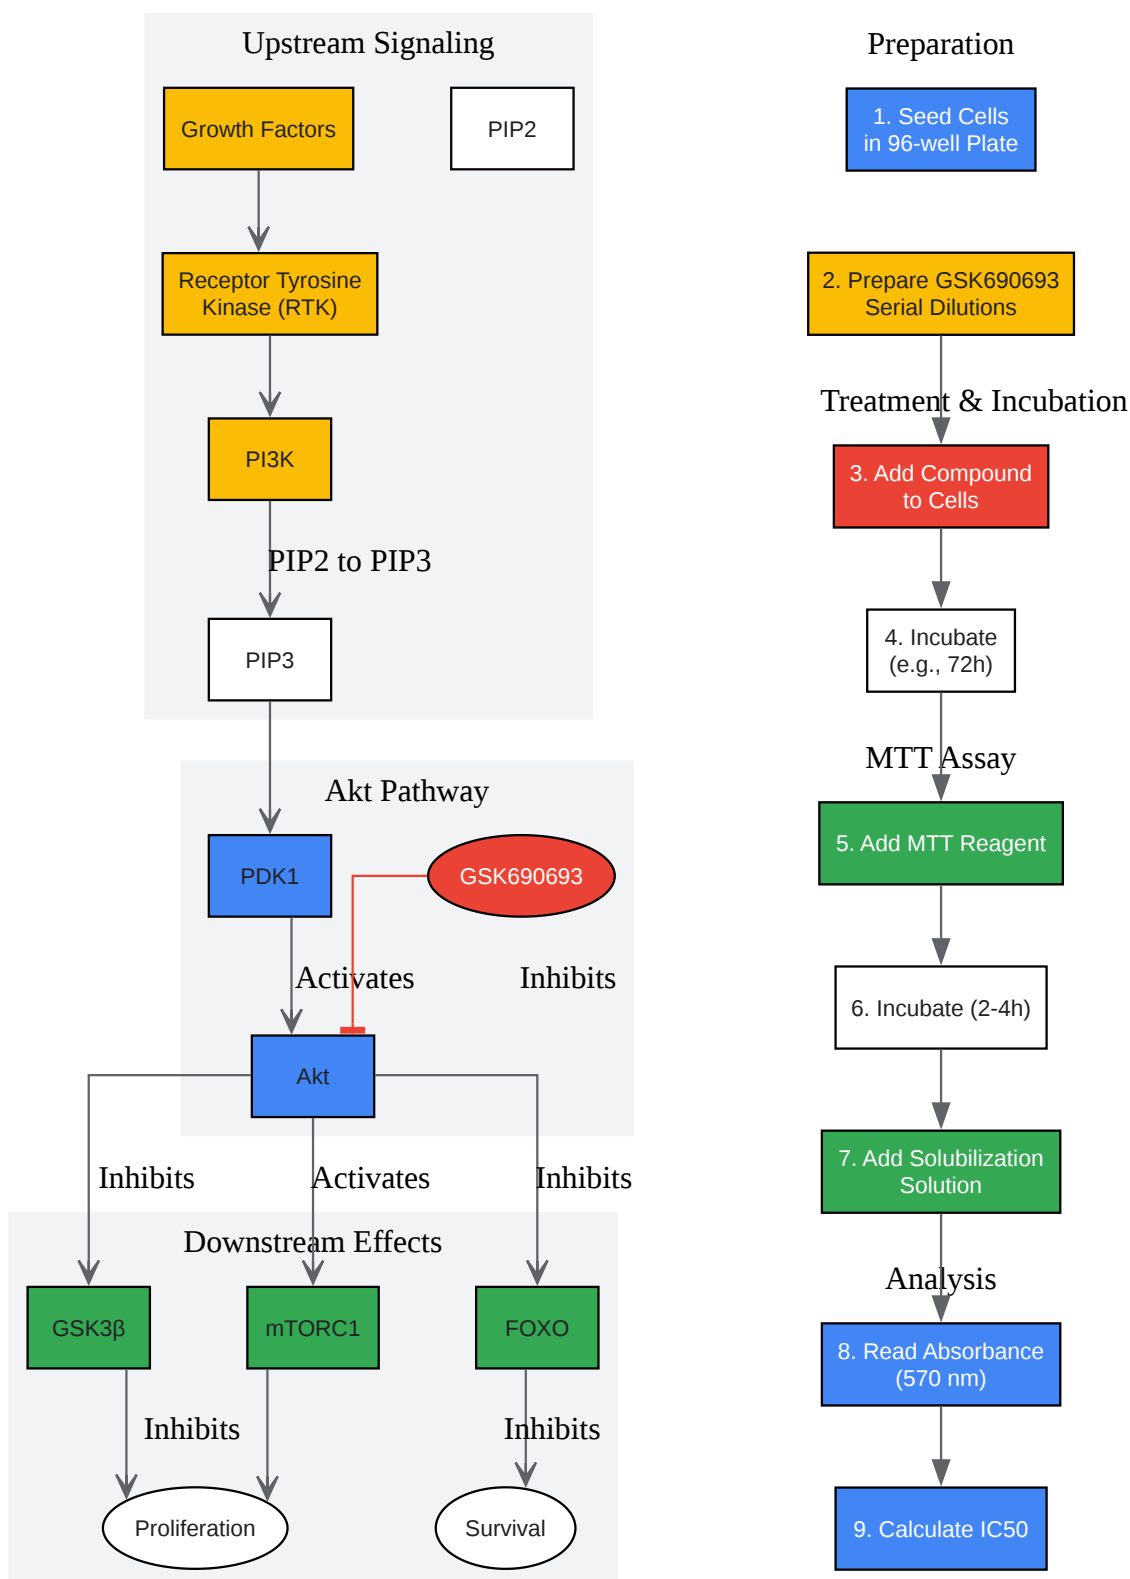 Upstream Signaling
Growth Factors
PIP2
Receptor Tyrosine
Kinase (RTK)
PI3K
PIP2 to PIP3
PIP3
Akt Pathway
PDK1
GSK690693
Activates
Inhibits
Akt
Inhibits
Activates
Inhibits
Downstream Effects
GSK3β
mTORC1
FOXO
Inhibits
Inhibits
Proliferation
Survival
Preparation
1. Seed Cells
in 96-well Plate
2. Prepare GSK690693
Serial Dilutions
Treatment & Incubation
3. Add Compound
to Cells
4. Incubate
(e.g., 72h)
MTT Assay
5. Add MTT Reagent
6. Incubate (2-4h)
7. Add Solubilization
Solution
Analysis
8. Read Absorbance
(570 nm)
9. Calculate IC50